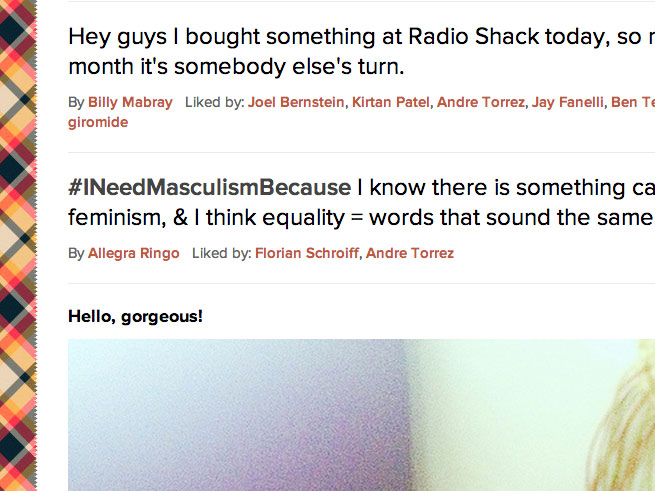 Hey guys I bought something at Radio Shack today, so
month it's somebody else's turn.
By Billy Mabray Liked by: Joel Bernstein, Kirtan Patel, Andre Torrez, Jay Fanelli, Ben
giromide
#INeedMasculismBecause I know there is something
feminism, & I think equality = words that sound the same
By Allegra Ringo Liked by: Florian Schroiff, Andre Torrez
Hello, gorgeous!